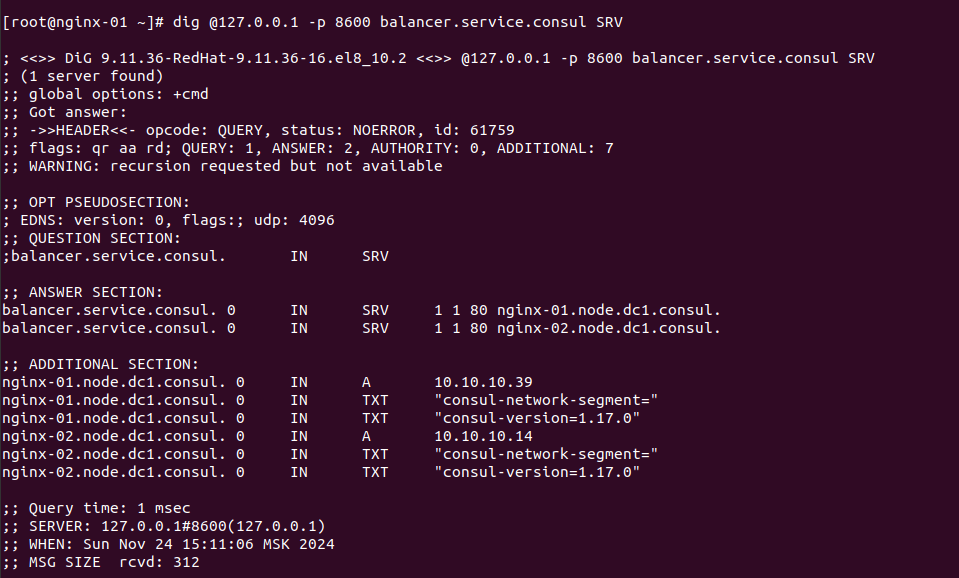 [root@nginx-01 ~]# dig @127.0.0.1 -p 8600 balancer.service.consul SRV

; <<>> DiG 9.11.36-RedHat-9.11.36-16.el8_10.2 <<>> @127.0.0.1 -p 8600 balancer.service.consul SRV
; (1 server found)
;; global options: +cmd
;; Got answer:
;; ->>HEADER<<- opcode: QUERY, status: NOERROR, id: 61759
;; flags: qr aa rd; QUERY: 1, ANSWER: 2, AUTHORITY: 0, ADDITIONAL: 7
;; WARNING: recursion requested but not available

;; OPT PSEUDOSECTION:
; EDNS: version: 0, flags:; udp: 4096
;; QUESTION SECTION:
;balancer.service.consul.       IN      SRV

;; ANSWER SECTION:
balancer.service.consul. 0      IN      SRV     1 1 80 nginx-01.node.dc1.consul.
balancer.service.consul. 0      IN      SRV     1 1 80 nginx-02.node.dc1.consul.

;; ADDITIONAL SECTION:
nginx-01.node.dc1.consul. 0     IN      A       10.10.10.39
nginx-01.node.dc1.consul. 0     IN      TXT     "consul-network-segment="
nginx-01.node.dc1.consul. 0     IN      TXT     "consul-version=1.17.0"
nginx-02.node.dc1.consul. 0     IN      A       10.10.10.14
nginx-02.node.dc1.consul. 0     IN      TXT     "consul-network-segment="
nginx-02.node.dc1.consul. 0     IN      TXT     "consul-version=1.17.0"

;; Query time: 1 msec
;; SERVER: 127.0.0.1#8600(127.0.0.1)
;; WHEN: Sun Nov 24 15:11:06 MSK 2024
;; MSG SIZE  rcvd: 312